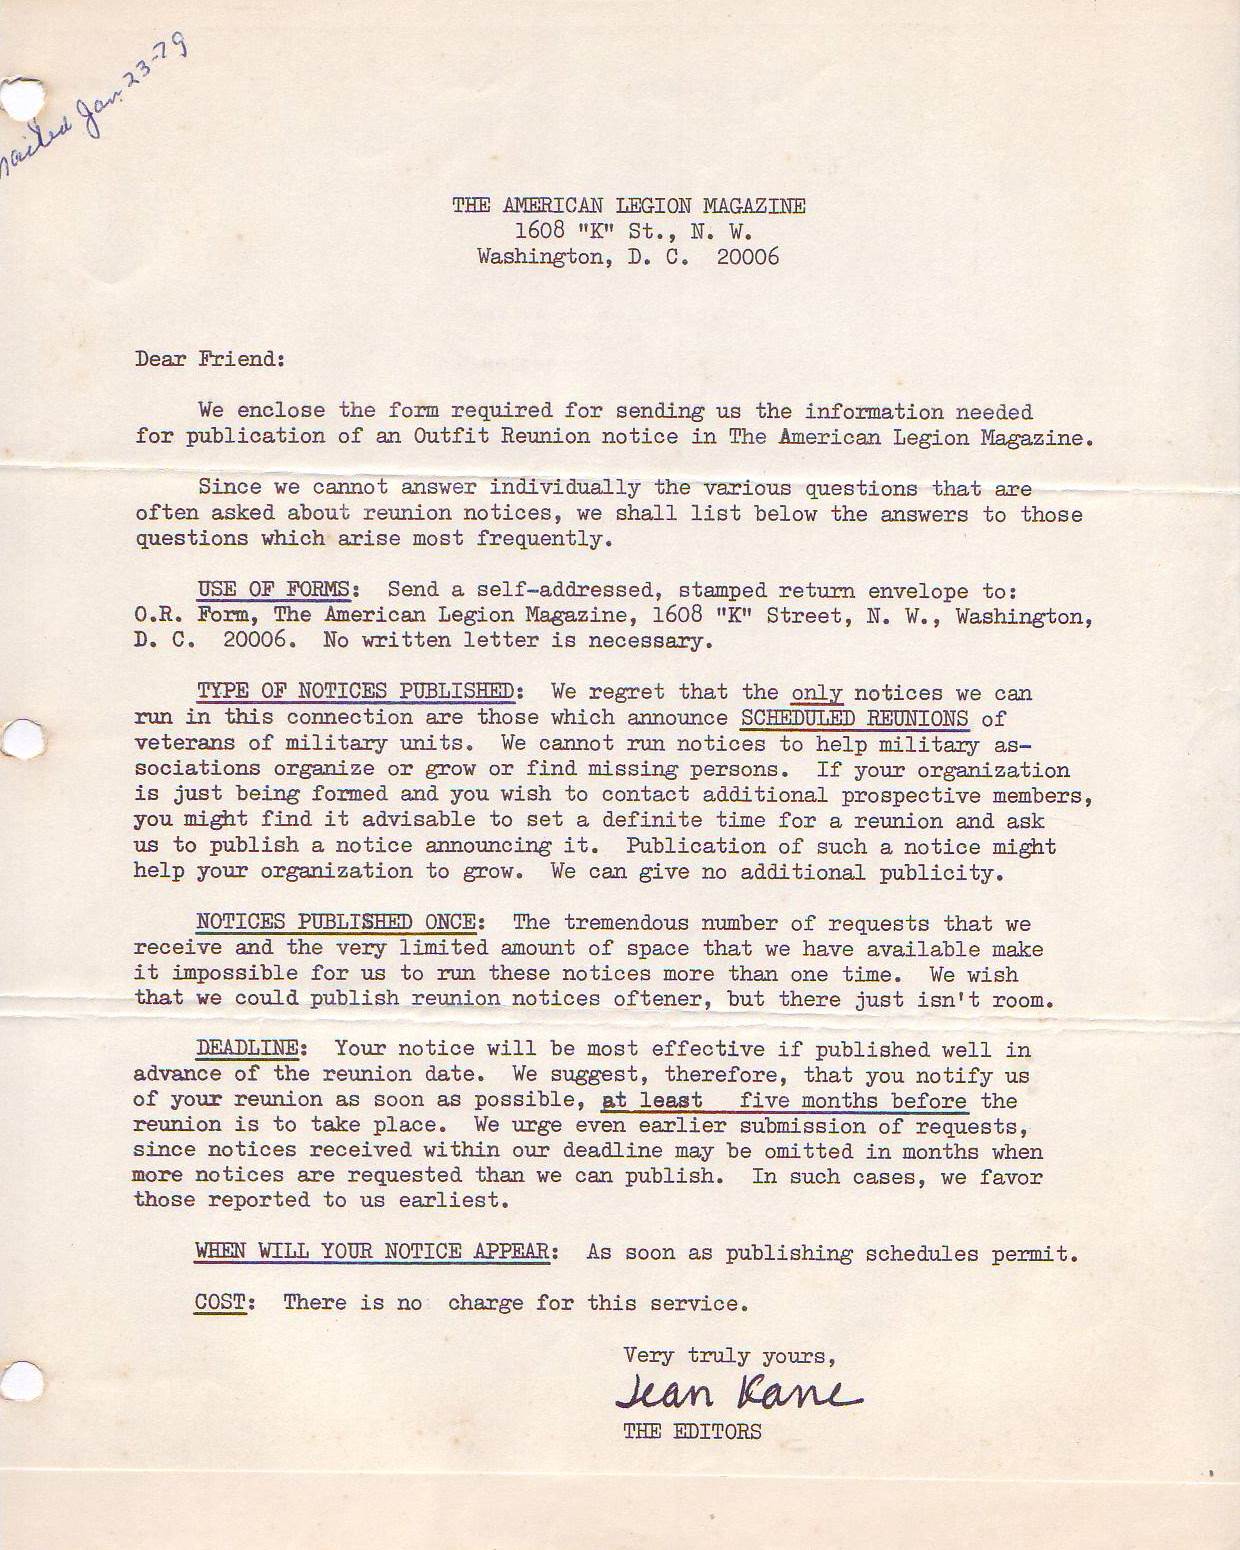 mailed Jan. 23-79
THE AMERICAN LEGION MAGAZINE
1608 "K" St., N. W.
Washington, D. C.  20006
Dear Friend:
We enclose the form required for sending us the information needed
for publication of an Outfit Reunion notice in The American Legion Magazine.
Since we cannot answer individually the various questions that are
often asked about reunion notices, we shall list below the answers to those
questions which arise most frequently.
USE OF FORMS:  Send a self-addressed, stamped return envelope to:
O.R. Form, The American Legion Magazine, 1608 "K" Street, N. W., Washington,
D. C.  20006.  No written letter is necessary.
TYPE OF NOTICES PUBLISHED:  We regret that the only notices we can
run in this connection are those which announce SCHEDULED REUNIONS of
veterans of military units.  We cannot run notices to help military as-
sociations organize or grow or find missing persons.  If your organization
is just being formed and you wish to contact additional prospective members,
you might find it advisable to set a definite time for a reunion and ask
us to publish a notice announcing it.  Publication of such a notice might
help your organization to grow.  We can give no additional publicity.
NOTICES PUBLISHED ONCE:  The tremendous number of requests that we
receive and the very limited amount of space that we have available make
it impossible for us to run these notices more than one time.  We wish
that we could publish reunion notices oftener, but there just isn't room.
DEADLINE:  Your notice will be most effective if published well in
advance of the reunion date.  We suggest, therefore, that you notify us
of your reunion as soon as possible, at least   five months before the
reunion is to take place.  We urge even earlier submission of requests,
since notices received within our deadline may be omitted in months when
more notices are requested than we can publish.  In such cases, we favor
those reported to us earliest.
WHEN WILL YOUR NOTICE APPEAR:  As soon as publishing schedules permit.
COST:  There is no  charge for this service.
Very truly yours,
Jean Kane
THE EDITORS